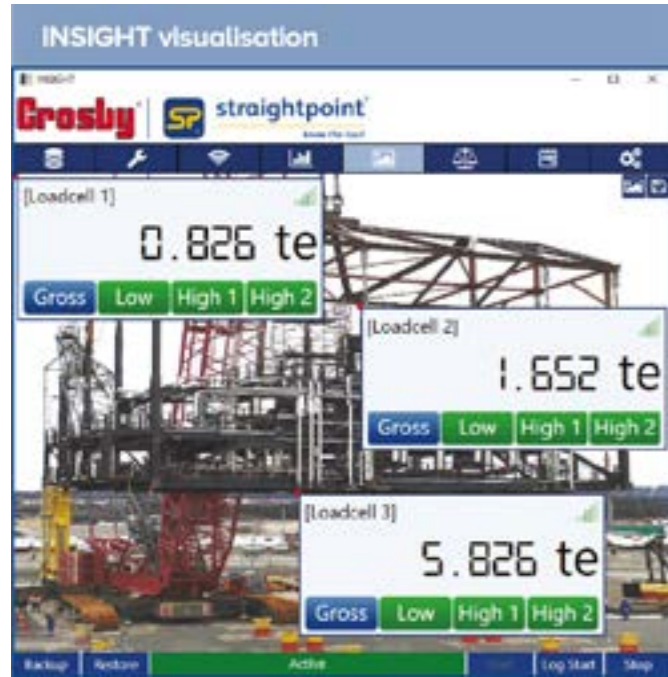 INSIGHT visualisation
INSIGHT
Crosby
SP
straightpoint
[Loadcell 1]
0.826 te
Gross Low High 1 High 2
[Loadcell 2]
1.652 te
Gross Low High 1 High 2
[Loadcell 3]
5.826 te
Gross Low High 1 High 2
Backup Restore Active Log Start Stop